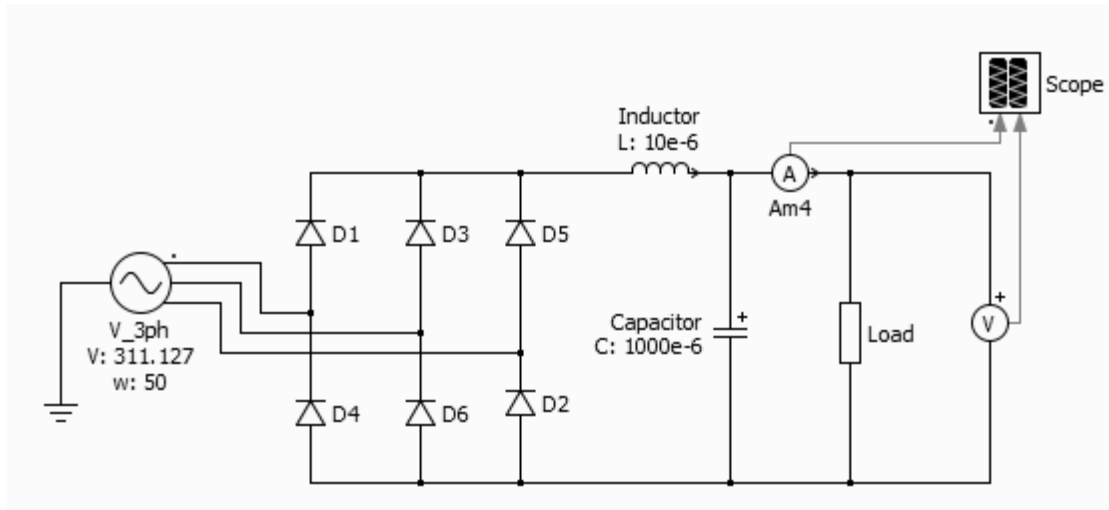 Scope
Inductor
L: 10e-6
A
Am4
D1
D3
D5
V_3ph
V: 311.127
w: 50
Capacitor
C: 1000e-6
+
Load
+
V
D4
D6
D2